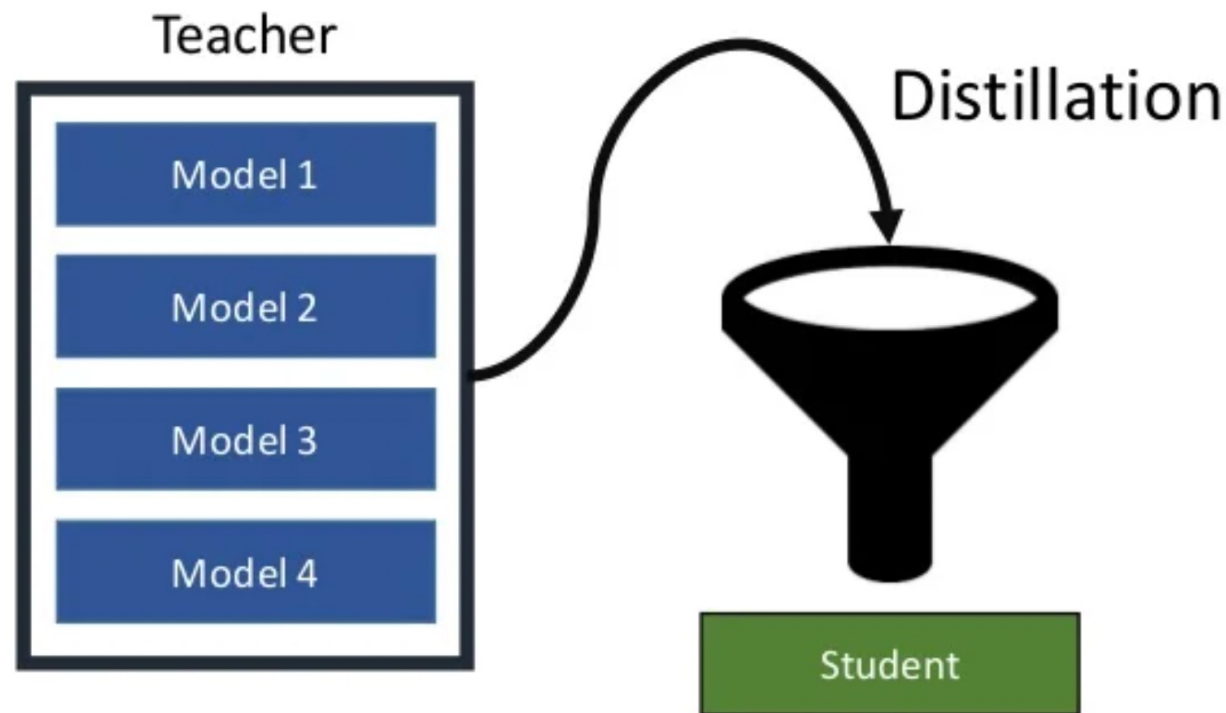 Teacher
Distillation
Model 1
Model 2
Model 3
Model 4
Student